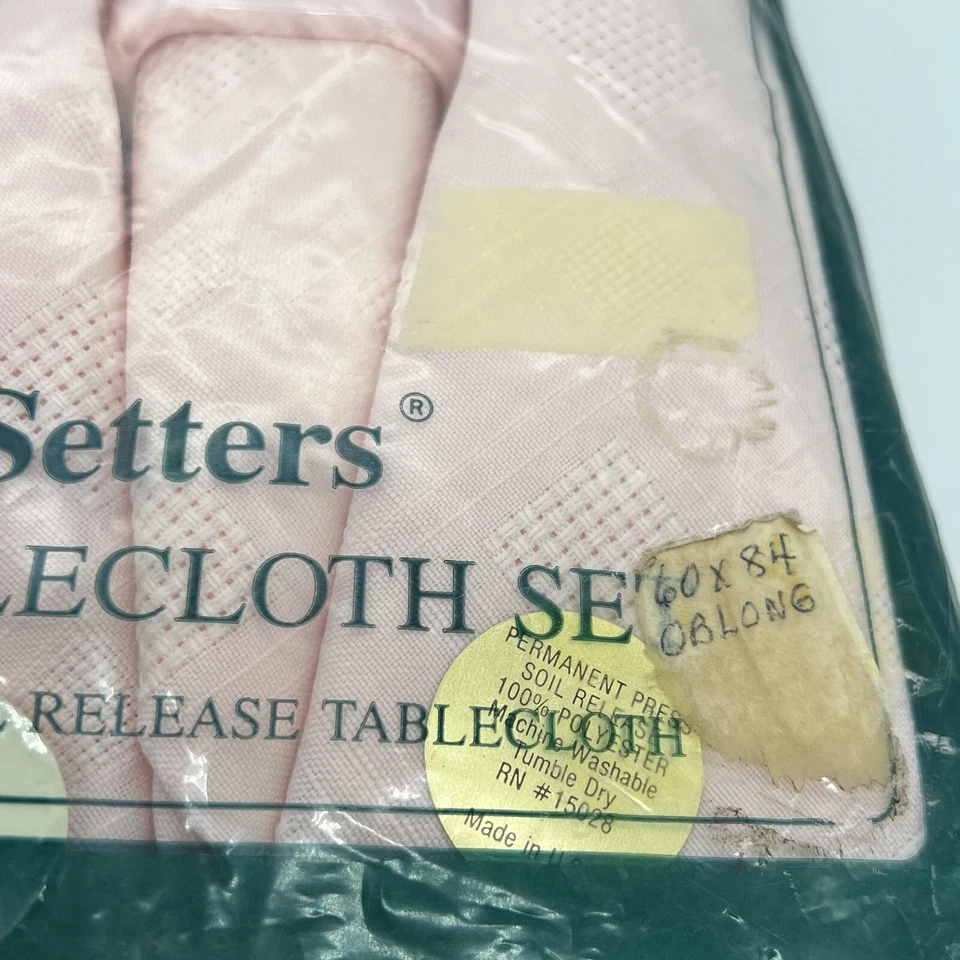 Setters®
LECLOTH SET
RELEASE TABLECLOTH
60 X 84
OBLONG
PERMANENT PRESS
SOIL RELEASE
100% POLYESTER
Machine Washable
Tumble Dry
RN #15028
Made in U.S.